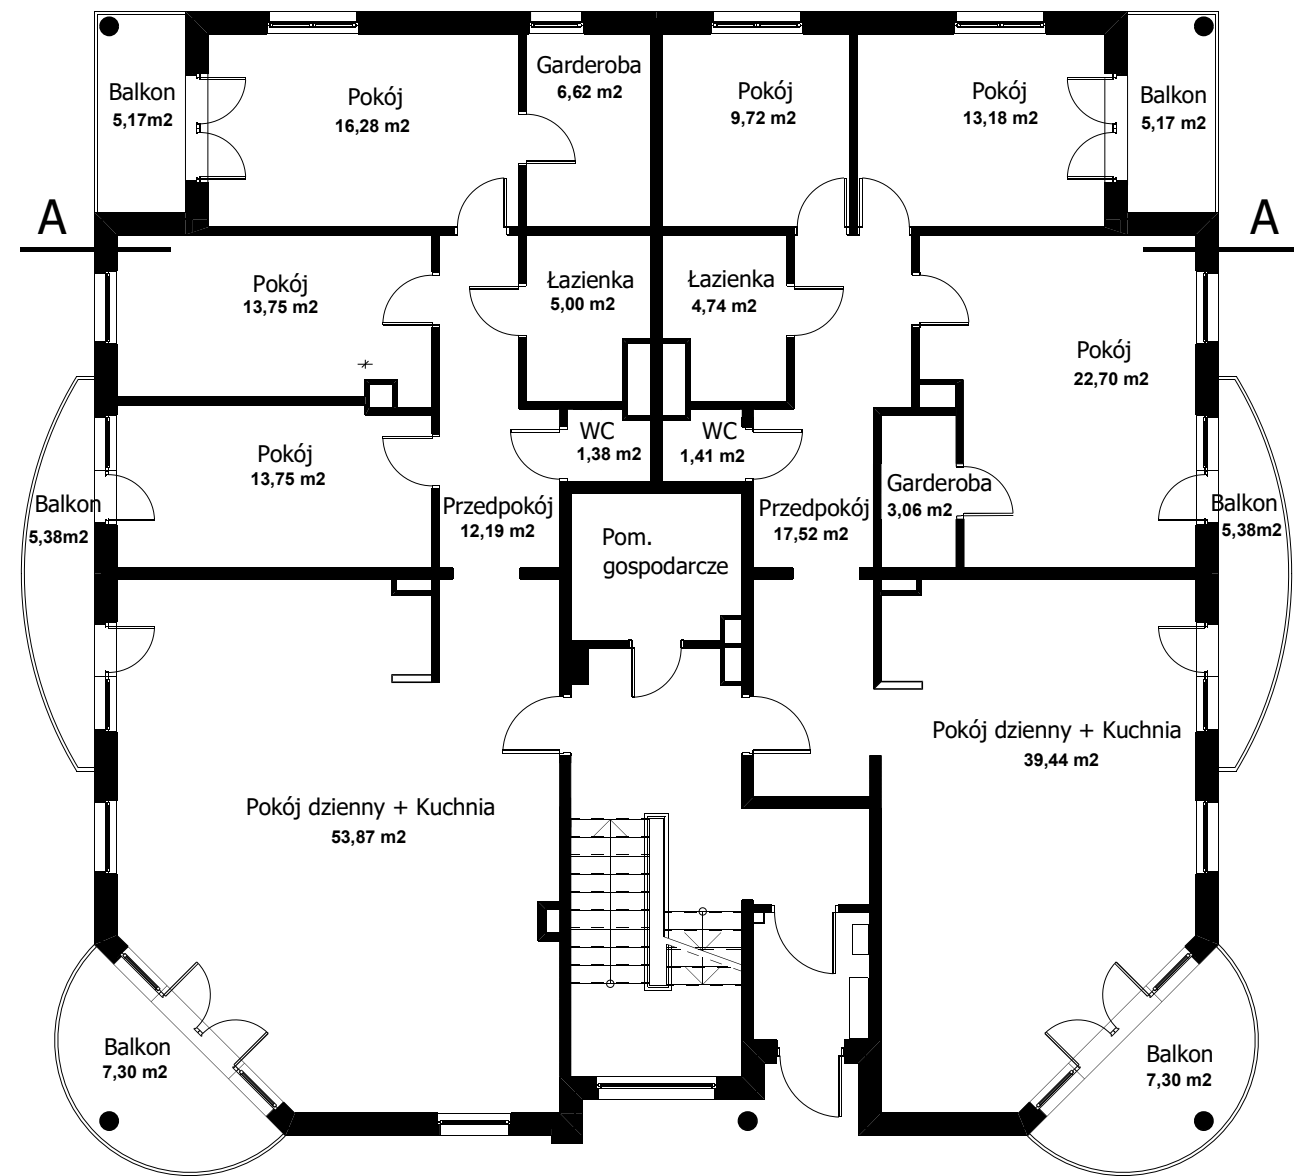 Garderoba
6,62 m2
Balkon
5,17m2
Pokój
16,28 m2
Pokój
9,72 m2
Pokój
13,18 m2
Balkon
5,17 m2
A
A
Pokój
13,75 m2
Łazienka
5,00 m2
Łazienka
4,74 m2
Pokój
22,70 m2
WC
1,38 m2
WC
1,41 m2
Pokój
13,75 m2
Garderoba
3,06 m2
Balkon
5,38m2
Przedpokój
12,19 m2
Przedpokój
17,52 m2
Balkon
5,38m2
Pom.
gospodarcze
Pokój dzienny + Kuchnia
39,44 m2
Pokój dzienny + Kuchnia
53,87 m2
Balkon
7,30 m2
Balkon
7,30 m2